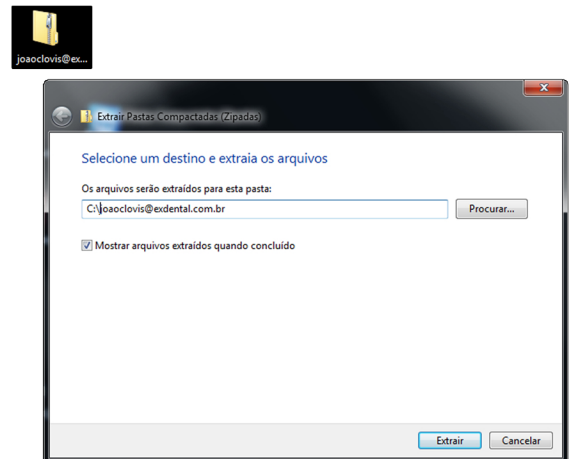 joaoclovis@ex...
Extrair Pastas Compactadas (Zipadas)
Selecione um destino e extraia os arquivos
Os arquivos serão extraídos para esta pasta:
C:\joaoclovis@exdental.com.br
Procurar...
Mostrar arquivos extraídos quando concluído
Extrair
Cancelar